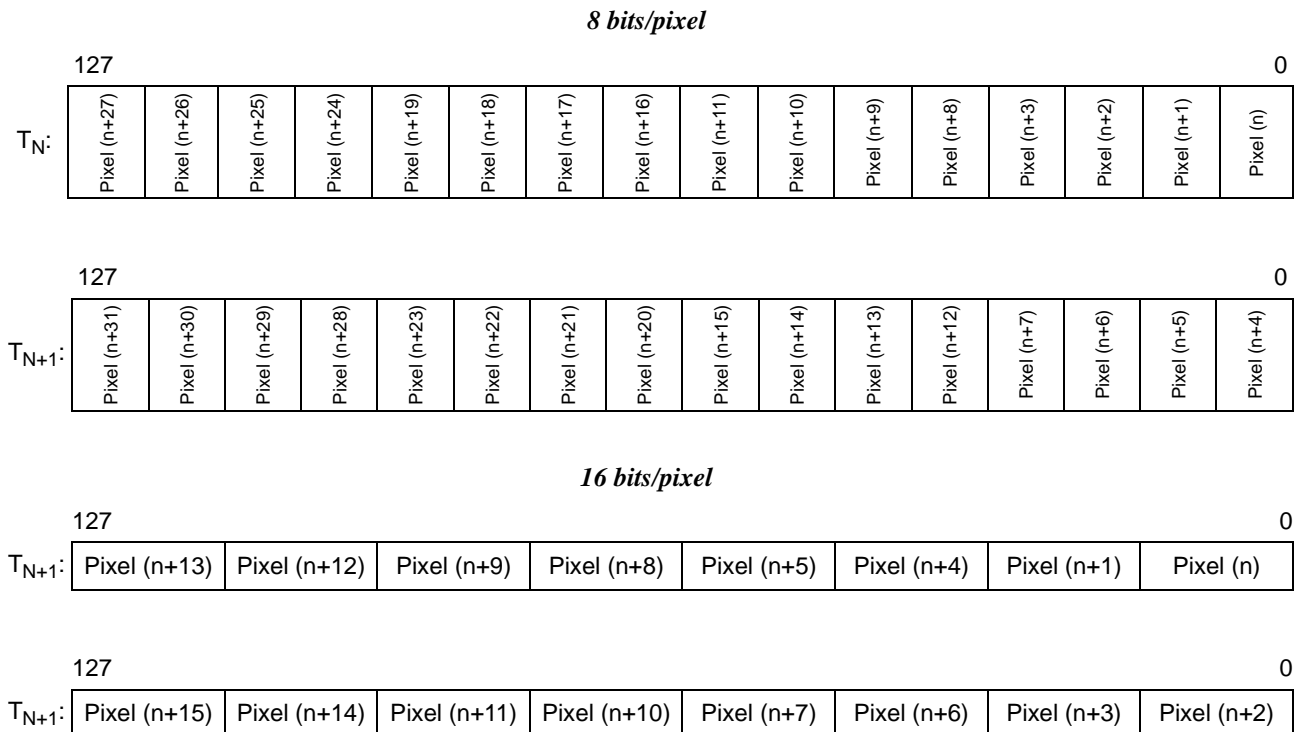 8 bits/pixel
127 0
TN: Pixel (n+27) Pixel (n+26) Pixel (n+25) Pixel (n+24) Pixel (n+19) Pixel (n+18) Pixel (n+17) Pixel (n+16) Pixel (n+11) Pixel (n+10) Pixel (n+9) Pixel (n+8) Pixel (n+3) Pixel (n+2) Pixel (n+1) Pixel (n)
127 0
TN+1: Pixel (n+31) Pixel (n+30) Pixel (n+29) Pixel (n+28) Pixel (n+23) Pixel (n+22) Pixel (n+21) Pixel (n+20) Pixel (n+15) Pixel (n+14) Pixel (n+13) Pixel (n+12) Pixel (n+7) Pixel (n+6) Pixel (n+5) Pixel (n+4)
16 bits/pixel
127 0
TN+1: Pixel (n+13) Pixel (n+12) Pixel (n+9) Pixel (n+8) Pixel (n+5) Pixel (n+4) Pixel (n+1) Pixel (n)
127 0
TN+1: Pixel (n+15) Pixel (n+14) Pixel (n+11) Pixel (n+10) Pixel (n+7) Pixel (n+6) Pixel (n+3) Pixel (n+2)